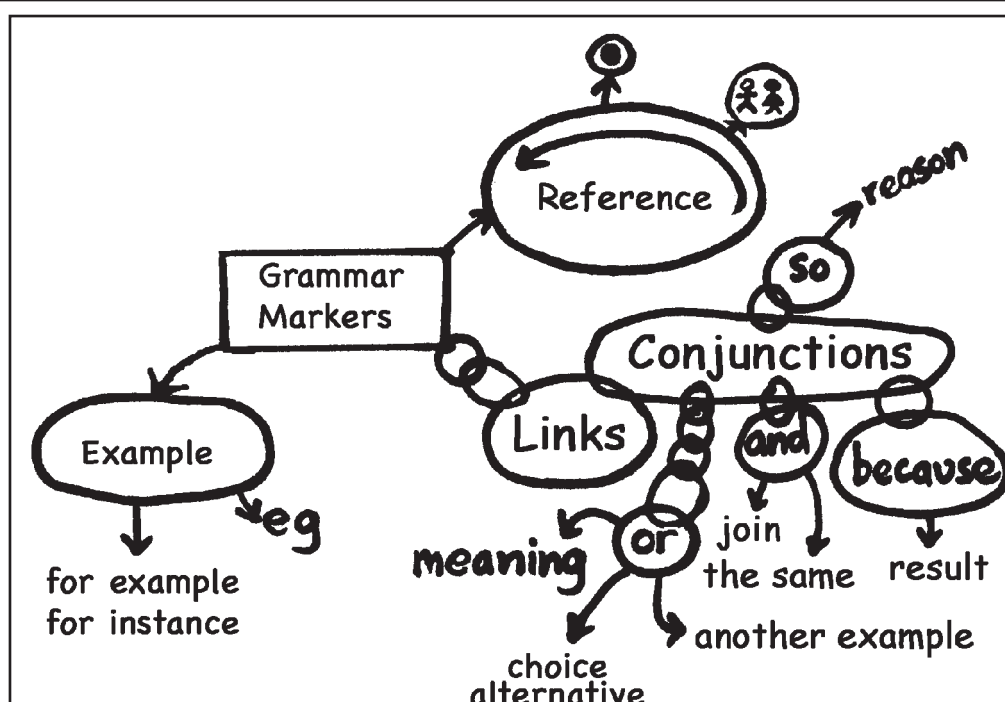 Reference
reason
so
Grammar
Markers
Conjunctions
Links
and
because
Example
eg
or
join
meaning
the same
result
for example
for instance
another example
choice
alternative